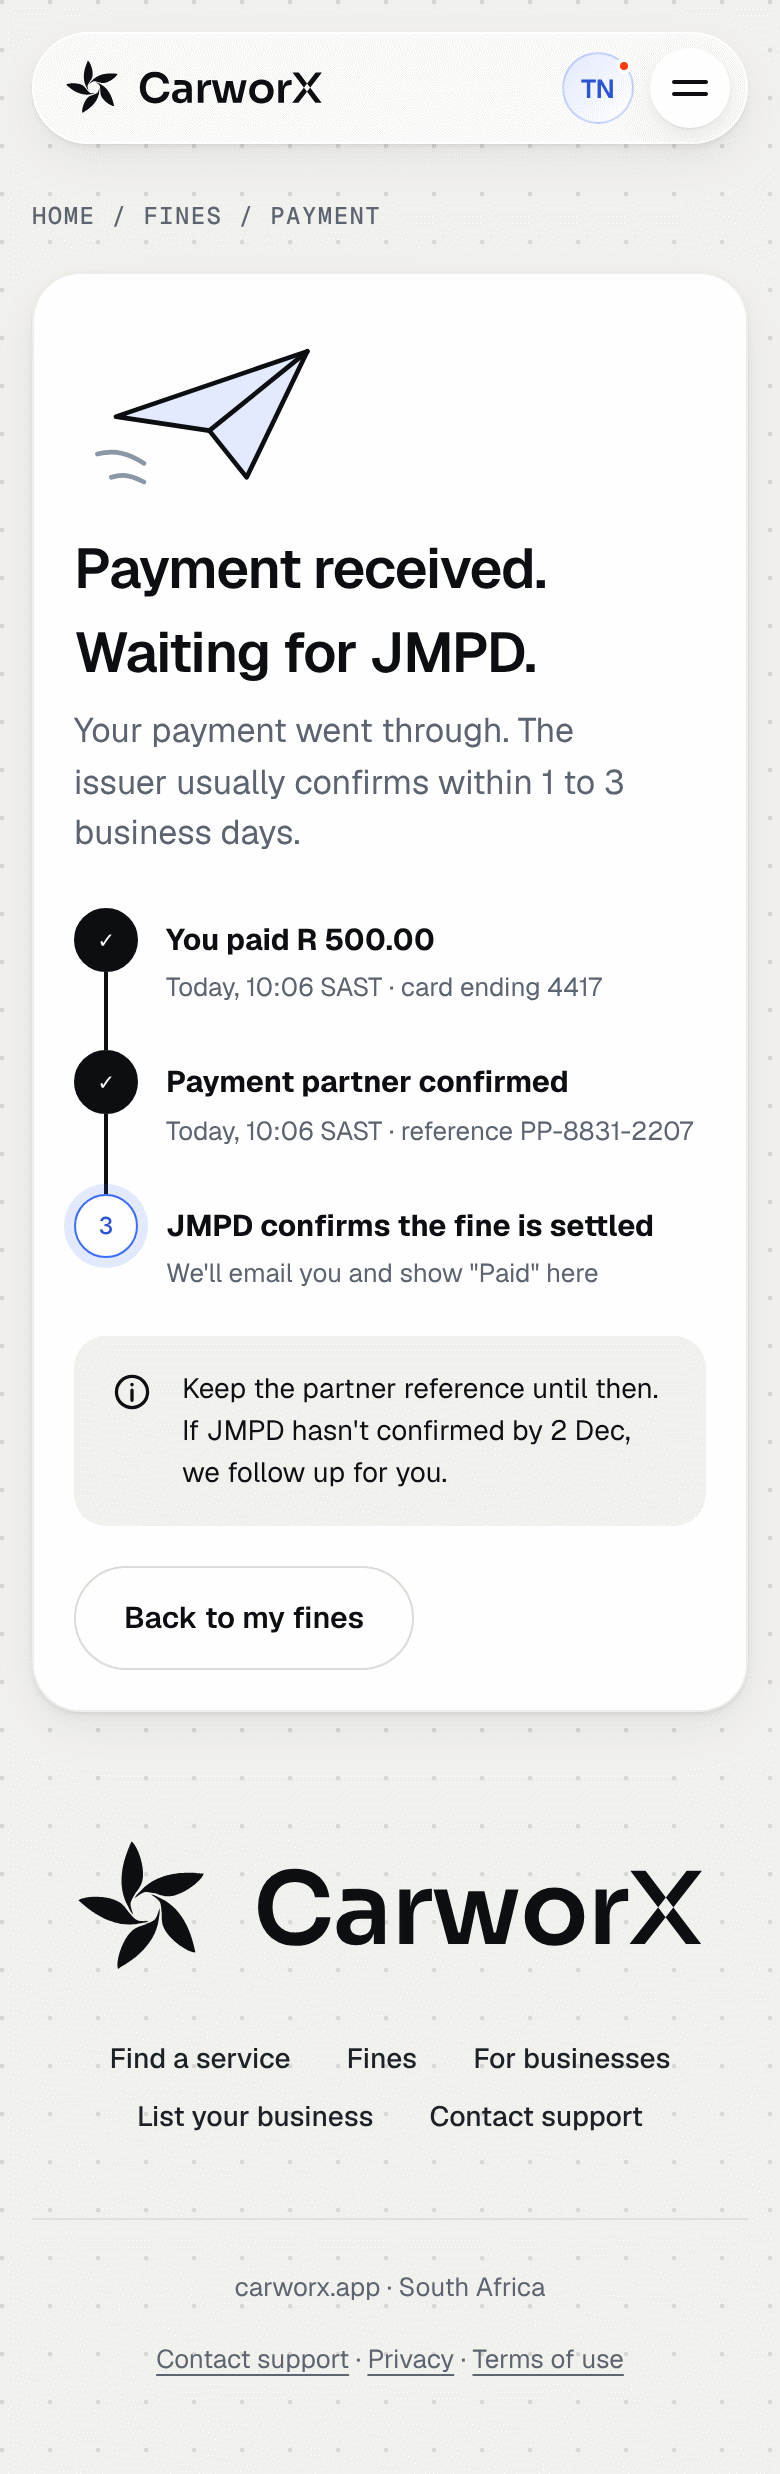 CarworX
TN
HOME / FINES / PAYMENT
Payment received.
Waiting for JMPD.
Your payment went through. The
issuer usually confirms within 1 to 3
business days.
✓
You paid R 500.00
Today, 10:06 SAST · card ending 4417
✓
Payment partner confirmed
Today, 10:06 SAST · reference PP-8831-2207
3
JMPD confirms the fine is settled
We'll email you and show "Paid" here
Keep the partner reference until then.
If JMPD hasn't confirmed by 2 Dec,
we follow up for you.
Back to my fines
CarworX
Find a service Fines For businesses
List your business Contact support
carworx.app · South Africa
Contact support · Privacy · Terms of use